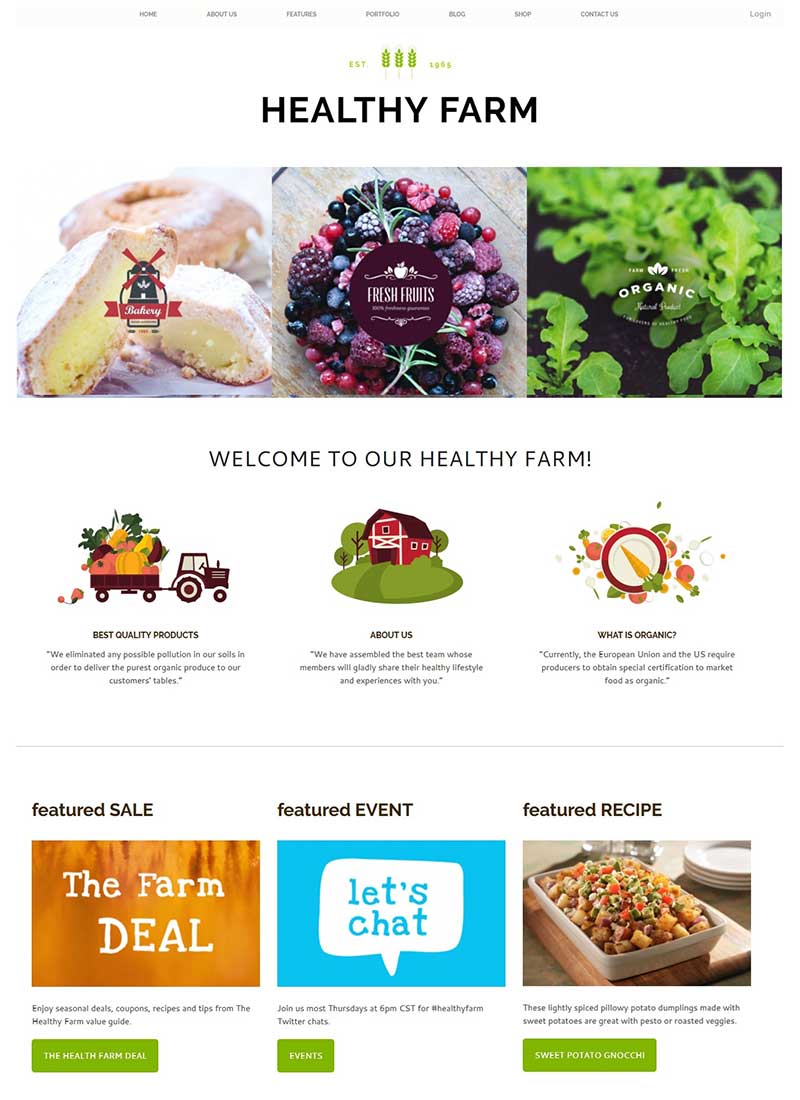 HOME ABOUT US FEATURES PORTFOLIO BLOG SHOP CONTACT US Login
EST. 1965
HEALTHY FARM
Bakery
1965
FRESH FRUITS
100% freshness guarantee
FARM FRESH
ORGANIC
Natural Product
FOR LOVERS OF HEALTHY FOOD
WELCOME TO OUR HEALTHY FARM!
BEST QUALITY PRODUCTS
"We eliminated any possible pollution in our soils in
order to deliver the purest organic produce to our
customers' tables."
ABOUT US
"We have assembled the best team whose
members will gladly share their healthy lifestyle
and experiences with you."
WHAT IS ORGANIC?
"Currently, the European Union and the US require
producers to obtain special certification to market
food as organic."
featured SALE
The Farm
DEAL
Enjoy seasonal deals, coupons, recipes and tips from The
Healthy Farm value guide.
THE HEALTH FARM DEAL
featured EVENT
let's
chat
Join us most Thursdays at 6pm CST for #healthyfarm
Twitter chats.
EVENTS
featured RECIPE
These lightly spiced pillowy potato dumplings made with
sweet potatoes are great with pesto or roasted veggies.
SWEET POTATO GNOCCHI